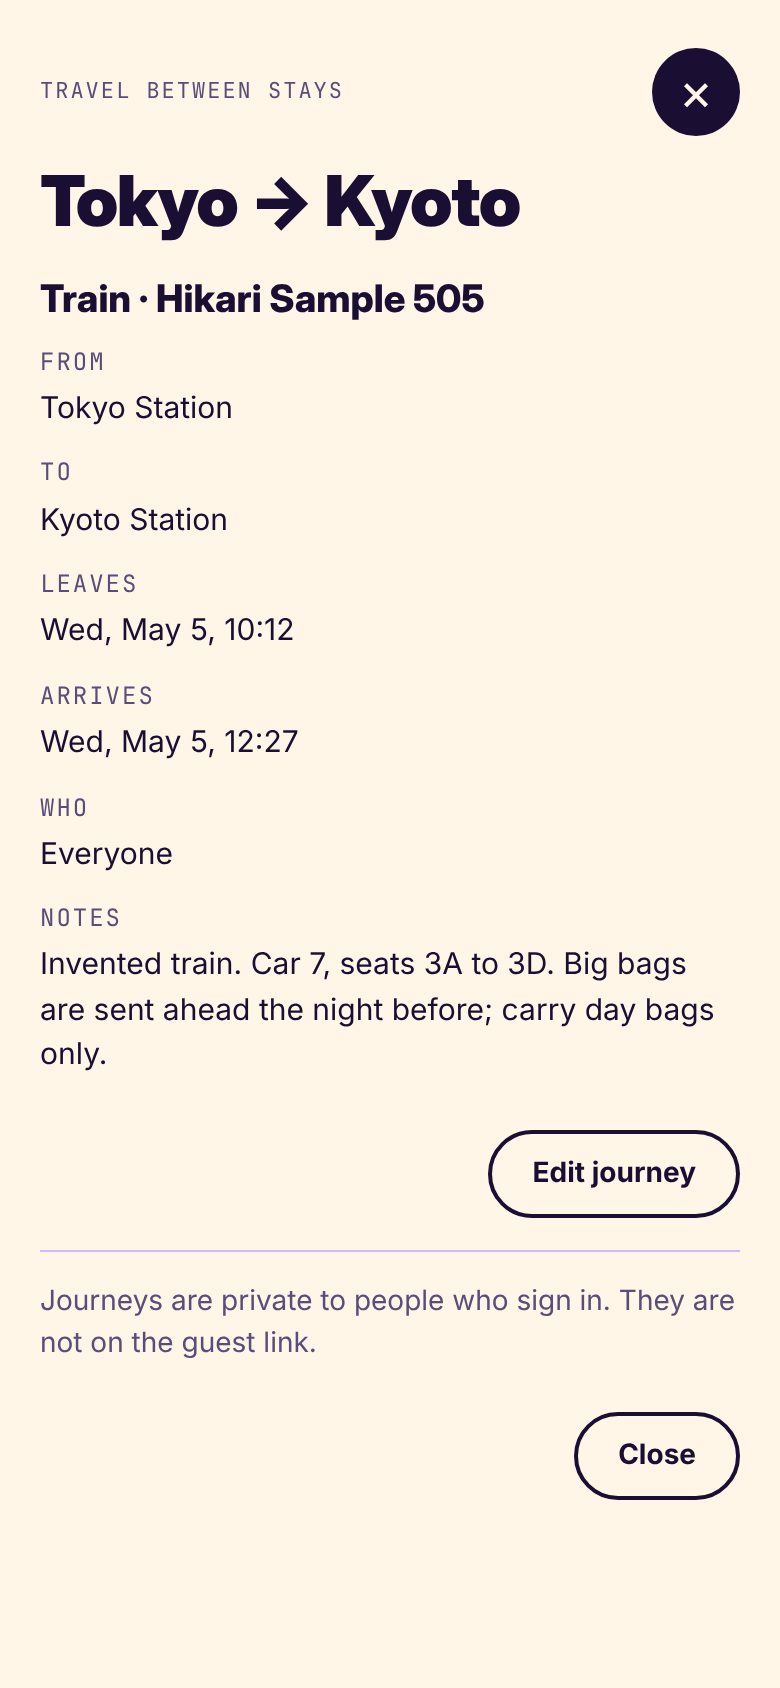 TRAVEL BETWEEN STAYS
×
Tokyo → Kyoto
Train · Hikari Sample 505
FROM
Tokyo Station
TO
Kyoto Station
LEAVES
Wed, May 5, 10:12
ARRIVES
Wed, May 5, 12:27
WHO
Everyone
NOTES
Invented train. Car 7, seats 3A to 3D. Big bags
are sent ahead the night before; carry day bags
only.
Edit journey
Journeys are private to people who sign in. They are
not on the guest link.
Close